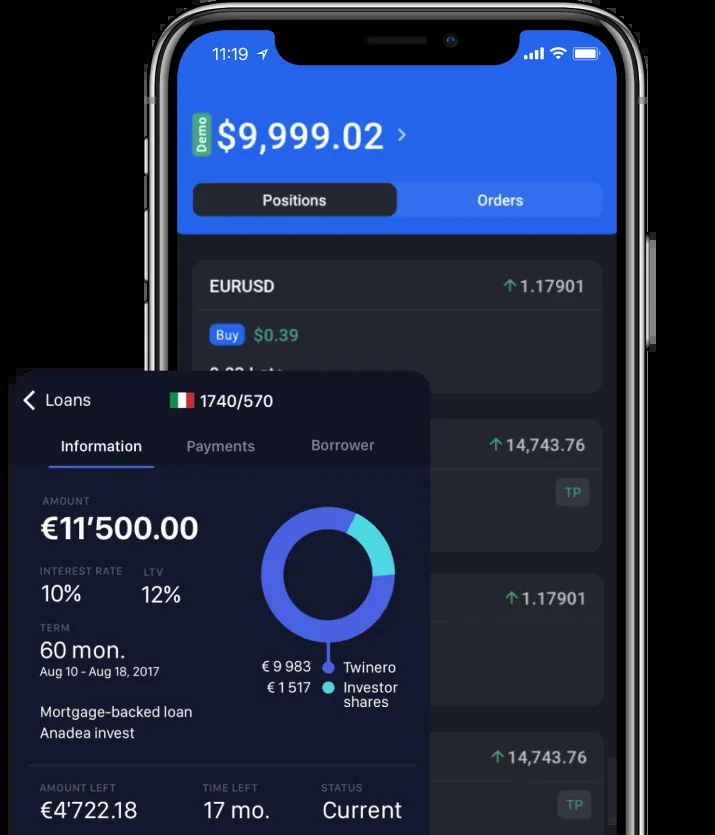 11:19
Demo
$9,999.02
Positions
Orders
EURUSD
1.17901
Buy
$0.39
14,743.76
TP
1.17901
14,743.76
TP
Loans
1740/570
Information
Payments
Borrower
AMOUNT
€11’500.00
INTEREST RATE
LTV
10%
12%
TERM
60 mon.
Aug 10 - Aug 18, 2017
Mortgage-backed loan
Anadea invest
€ 9 983
Twinero
€ 1 517
Investor
shares
AMOUNT LEFT
TIME LEFT
STATUS
€4’722.18
17 mo.
Current